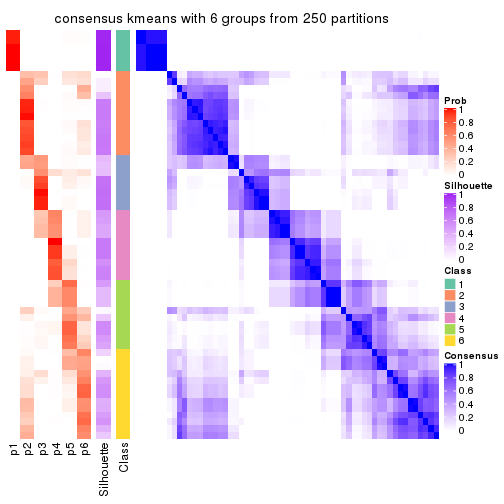 consensus kmeans with 6 groups from 250 partitions
Prob
1
0.8
0.6
0.4
0.2
0
Silhouette
1
0.8
0.6
0.4
0.2
0
Class
1
2
3
4
5
6
Consensus
1
0.8
0.6
0.4
0.2
0
p1
p2
p3
p4
p5
p6
Silhouette
Class